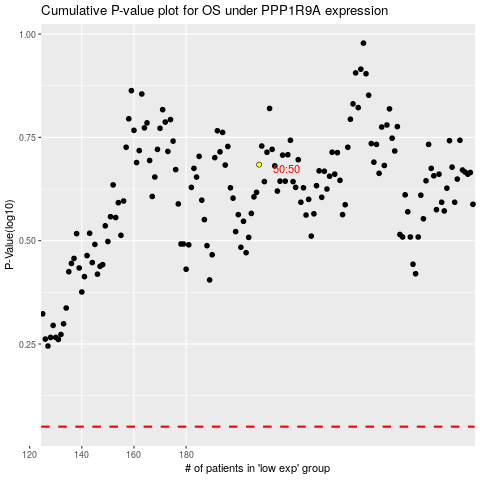 Cumulative P-value plot for OS under PPP1R9A expression
1.00
0.75
0.50
0.25
P-Value(log10)
50:50
120 140 160 180
# of patients in 'low exp' group